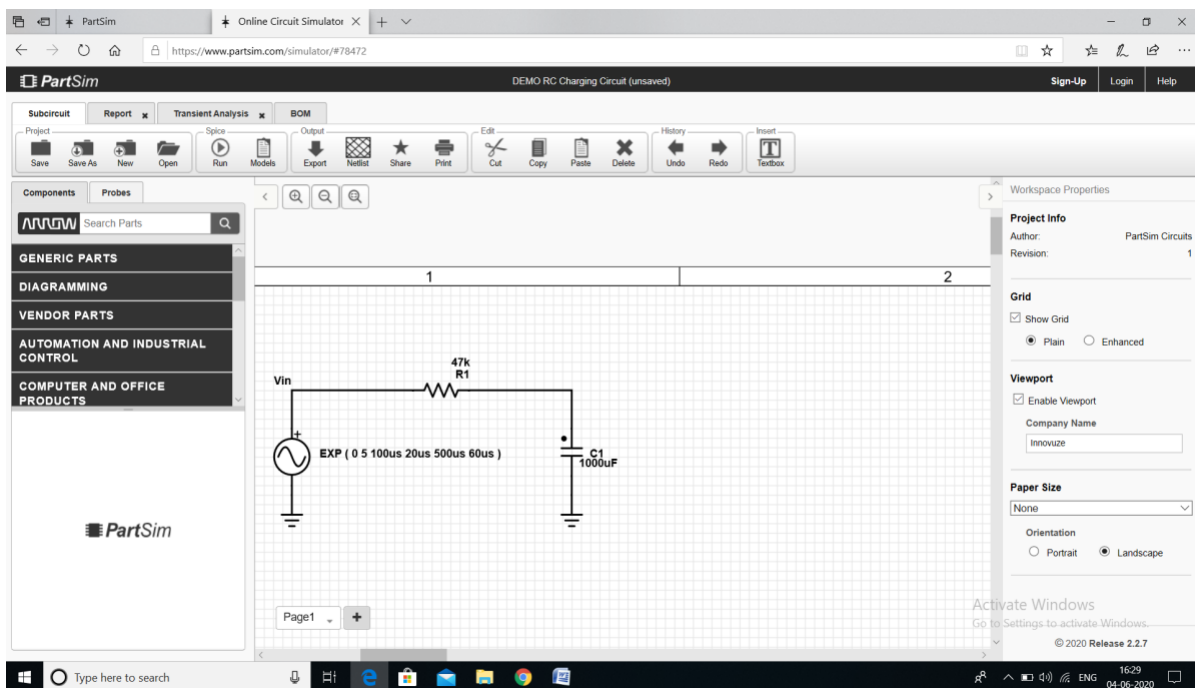 PartSim
Online Circuit Simulator
https://www.partsim.com/simulator/#78472
PartSim
DEMO RC Charging Circuit (unsaved)
Sign-Up
Login
Help
Subcircuit
Report x
Transient Analysis x
BOM
Project
Spice
Output
Edit
History
Insert
Save
Save As
New
Open
Run
Models
Export
Netlist
Share
Print
Cut
Copy
Paste
Delete
Undo
Redo
Textbox
Components
Probes
ARROW
Search Parts
GENERIC PARTS
DIAGRAMMING
VENDOR PARTS
AUTOMATION AND INDUSTRIAL
CONTROL
COMPUTER AND OFFICE
PRODUCTS
PartSim
1
2
47k
R1
Vin
+
EXP ( 0 5 100us 20us 500us 60us )
C1
1000uF
Page1
+
Workspace Properties
Project Info
Author: PartSim Circuits
Revision: 1
Grid
Show Grid
Plain
Enhanced
Viewport
Enable Viewport
Company Name
Innovuze
Paper Size
None
Orientation
Portrait
Landscape
Activate Windows
Go to Settings to activate Windows.
© 2020 Release 2.2.7
Type here to search
ENG
16:29
04-06-2020